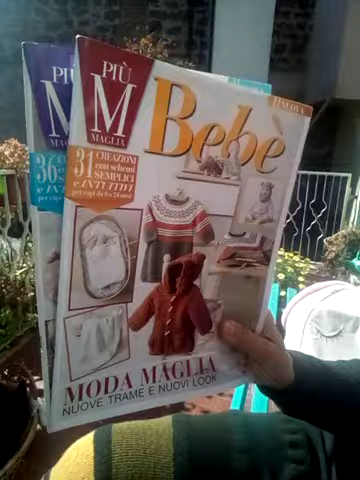 PIÙ
M
MAGLIA
Bebè
NUOVA
31 CREAZIONI
con schemi
SEMPLICI
e INTUITIVI
per capi da 0 a 24 mesi
MODA MAGLIA
NUOVE TRAME E NUOVI LOOK
PIÙ
M
36